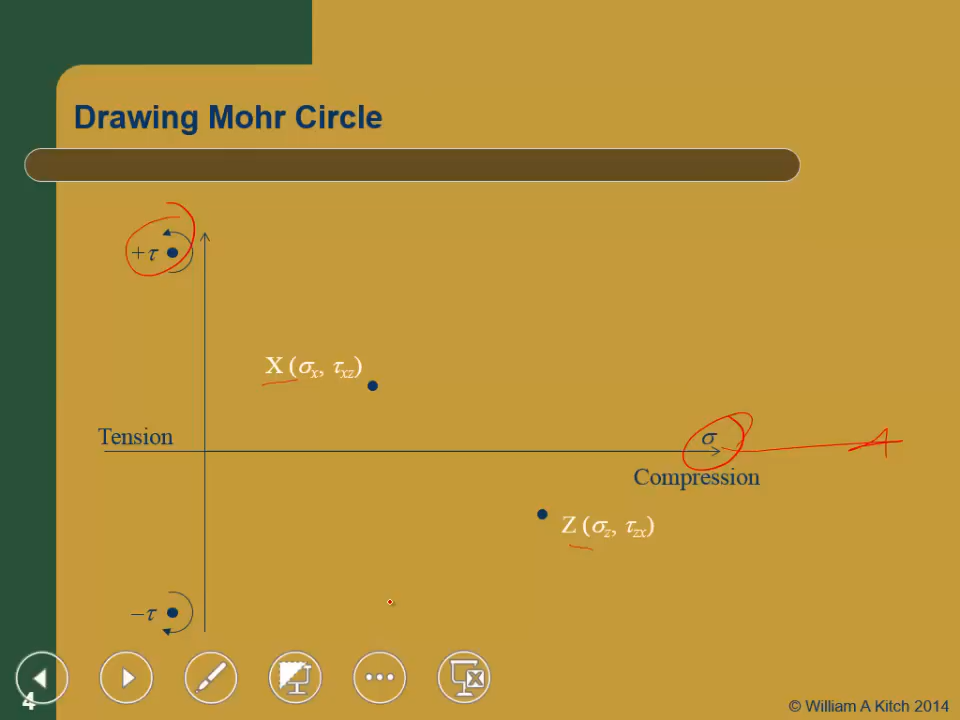 Drawing Mohr Circle
+τ
X (σx, τxz)
Tension
σ
Compression
Z (σz, τzx)
−τ
4
© William A Kitch 2014